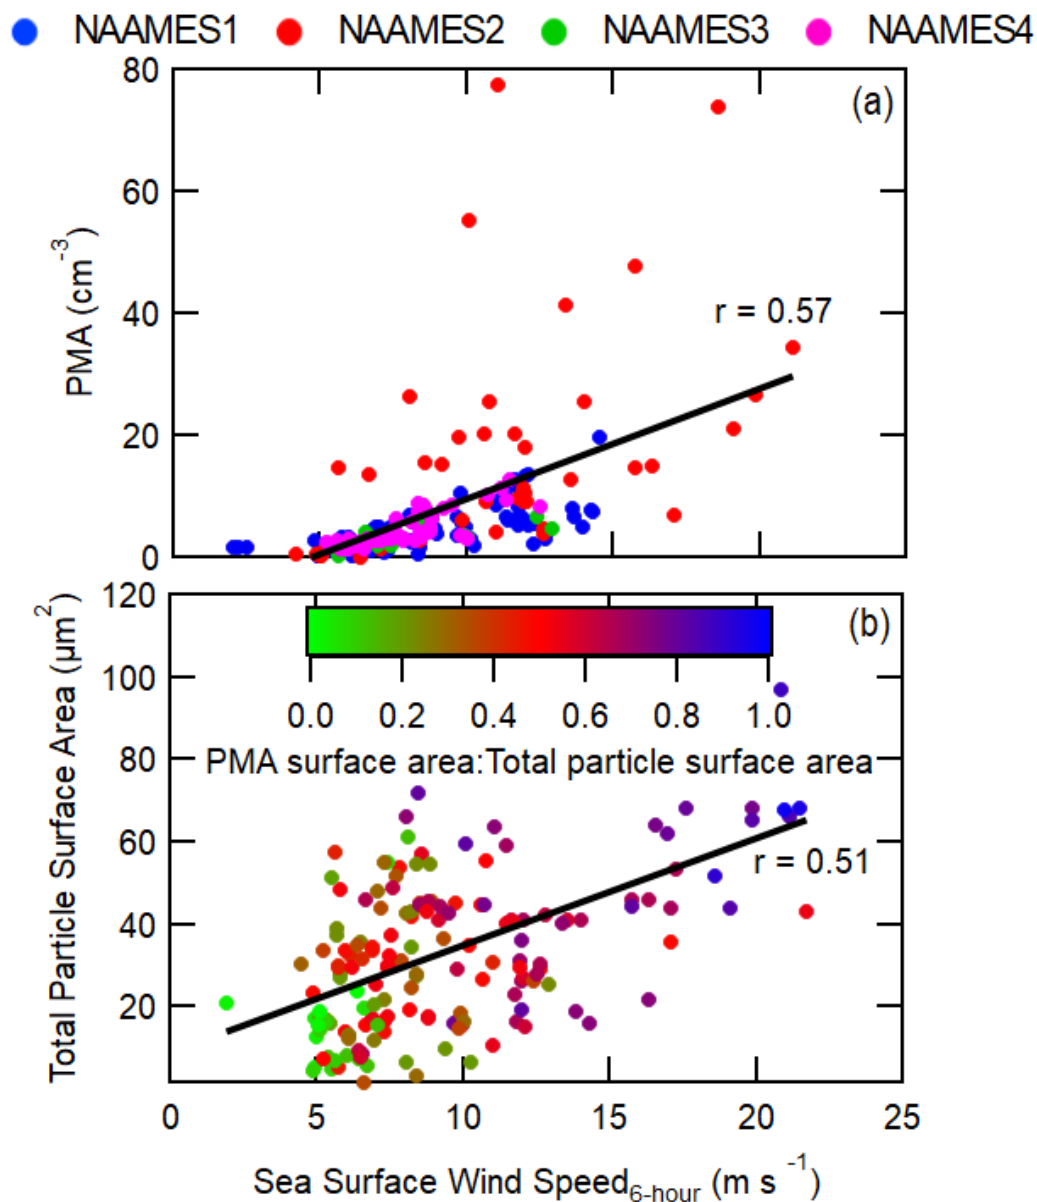 NAAMES1 NAAMES2 NAAMES3 NAAMES4
80
(a)
60
PMA (cm⁻³)
40
r = 0.57
20
0
120
(b)
100
0.0 0.2 0.4 0.6 0.8 1.0
80
PMA surface area:Total particle surface area
Total Particle Surface Area (µm²)
60
r = 0.51
40
20
0 5 10 15 20 25
Sea Surface Wind Speed₆₋ₕₒᵤᵣ (m s ⁻¹)